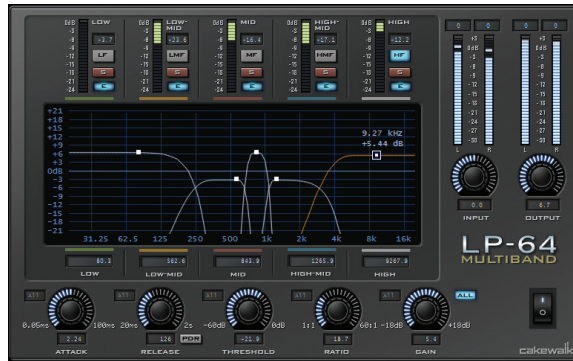 LOW LOW-MID MID HIGH-MID HIGH
-3.7 -23.6 -16.4 -17.1 -12.2
LF LMF MF HMF HF
S S S S S
E E E E E
0dB -3 -6 -9 -12 -15 -18 -21 -24
+3 0dB -3 -6 -9 -12 -15 -18 -21 -24 -30
L R L R
0 0 0 0
+21
+18
+15
+12
+9
+6
+3
0dB
-3
-6
-9
-12
-15
-18
-21
9.27 kHz
+5.44 dB
31.25 62.5 125 250 500 1k 2k 4k 8k 16k
80.3 562.6 843.9 1265.9 9267.9
LOW LOW-MID MID HIGH-MID HIGH
0.0 6.7
INPUT OUTPUT
LP-64
MULTIBAND
All All All All ALL
0.05ms 100ms 20ms 2s -60dB 0dB 1:1 60:1 -18dB +18dB
2.24 126 PDR -21.9 18.7 5.4
ATTACK RELEASE THRESHOLD RATIO GAIN
cakewalk